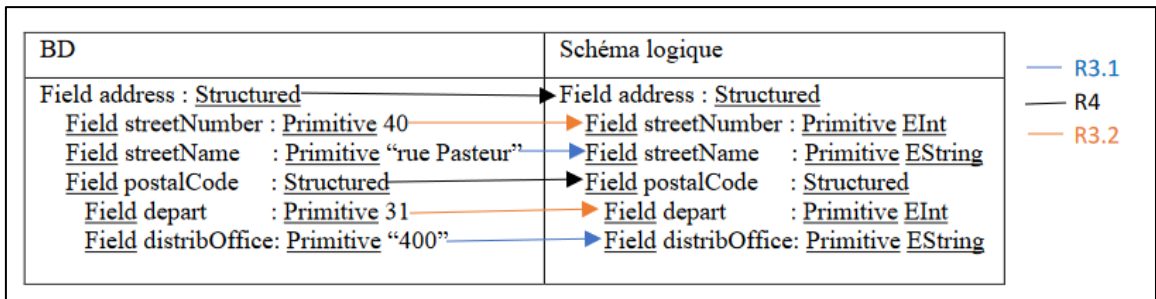 BD Schéma logique
Field address : Structured Field address : Structured
Field streetNumber : Primitive 40 Field streetNumber : Primitive EInt
Field streetName : Primitive “rue Pasteur” Field streetName : Primitive EString
Field postalCode : Structured Field postalCode : Structured
Field depart : Primitive 31 Field depart : Primitive EInt
Field distribOffice: Primitive “400” Field distribOffice: Primitive EString
R3.1
R4
R3.2